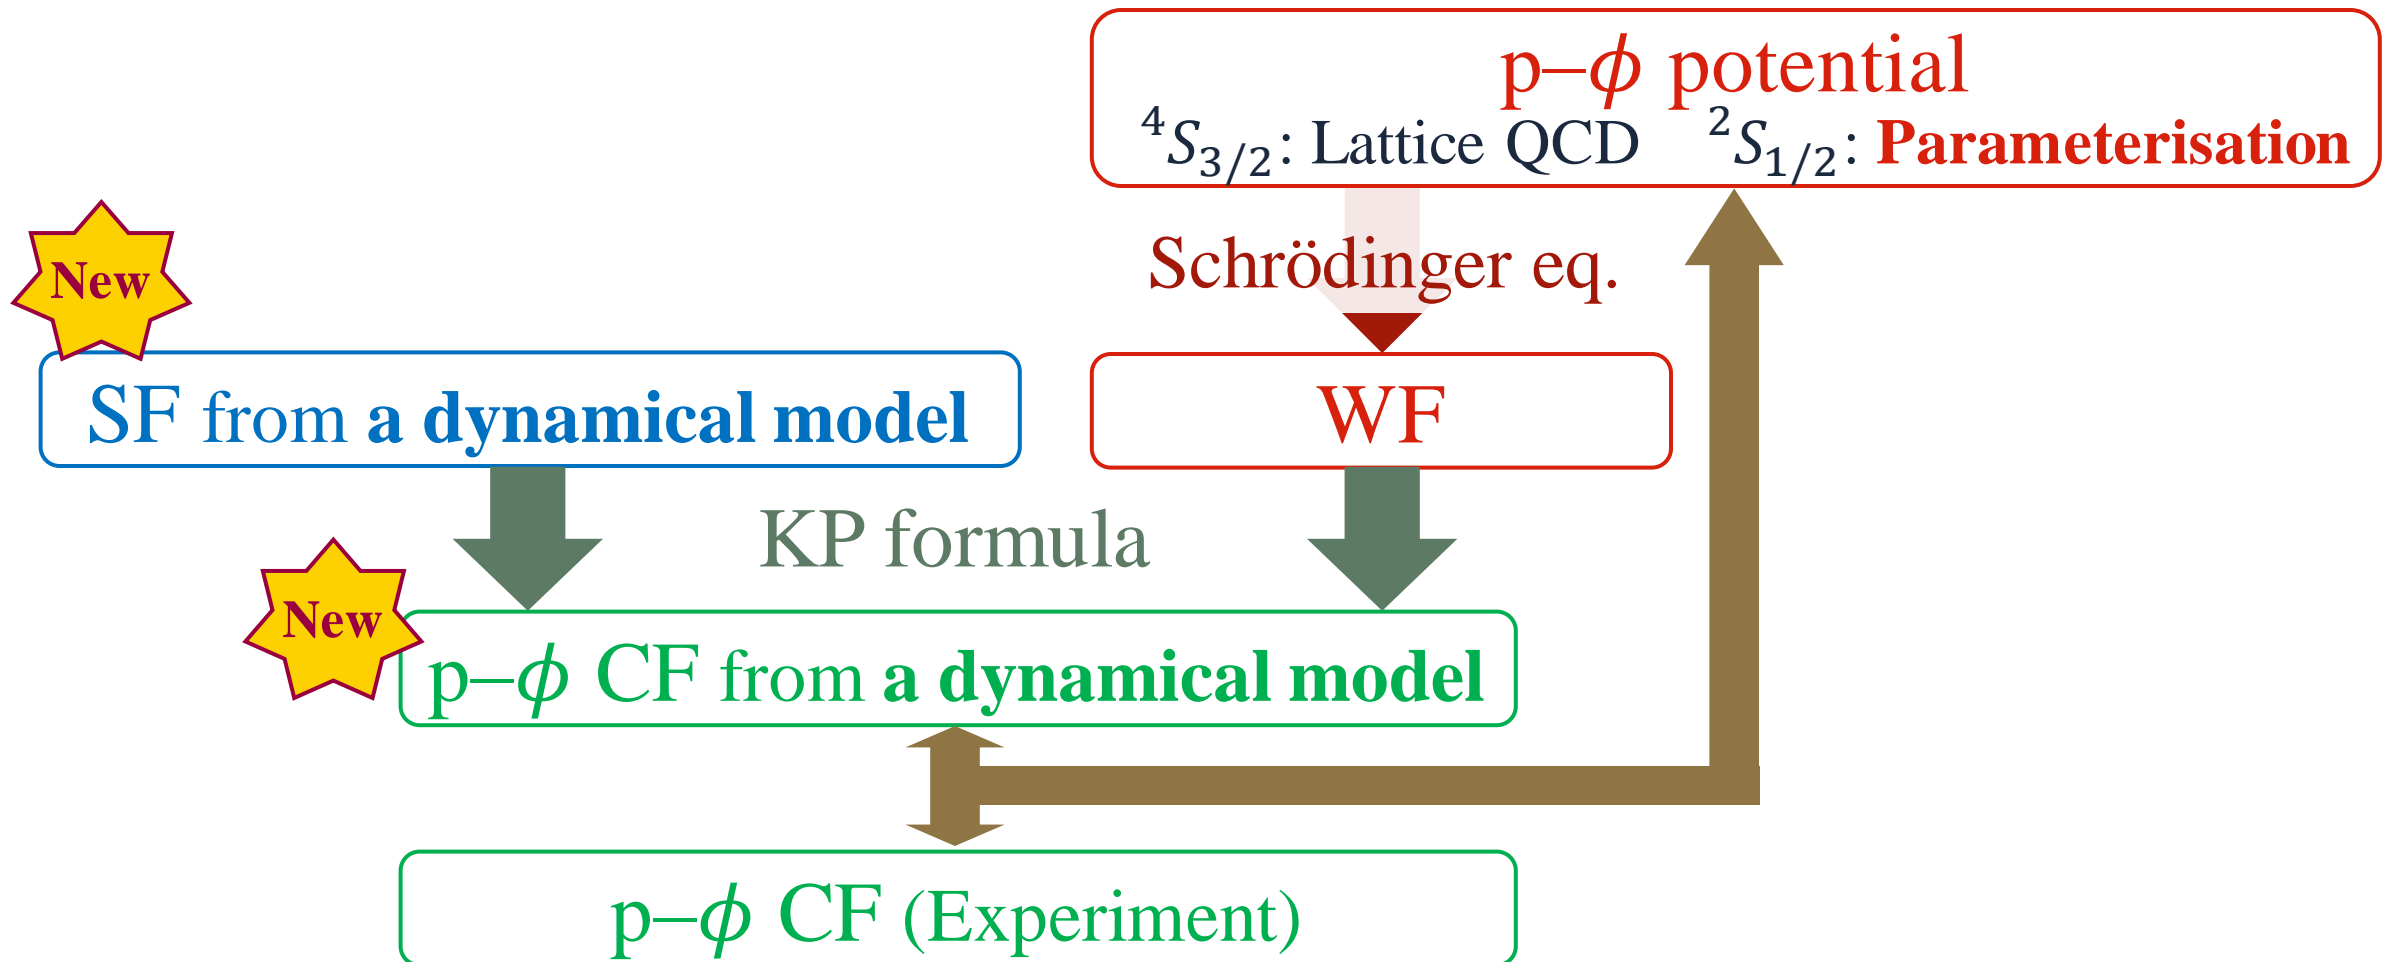 p–ϕ potential
⁴S₃/₂: Lattice QCD ²S₁/₂: Parameterisation
Schrödinger eq.
New
SF from a dynamical model
WF
KP formula
New
p–ϕ CF from a dynamical model
p–ϕ CF (Experiment)